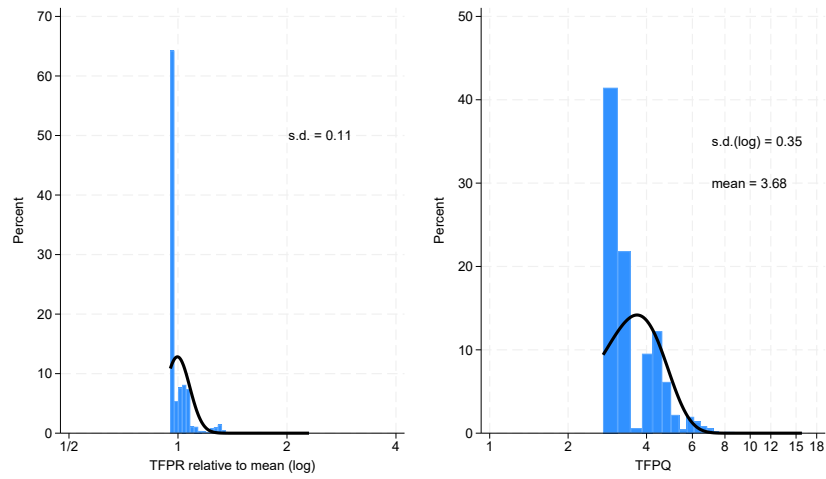 70
60
50
40
30
20
10
0
Percent
s.d. = 0.11
1/2 1 2 4
TFPR relative to mean (log)
50
40
30
20
10
0
Percent
s.d.(log) = 0.35
mean = 3.68
1 2 4 6 8 10 12 15 18
TFPQ